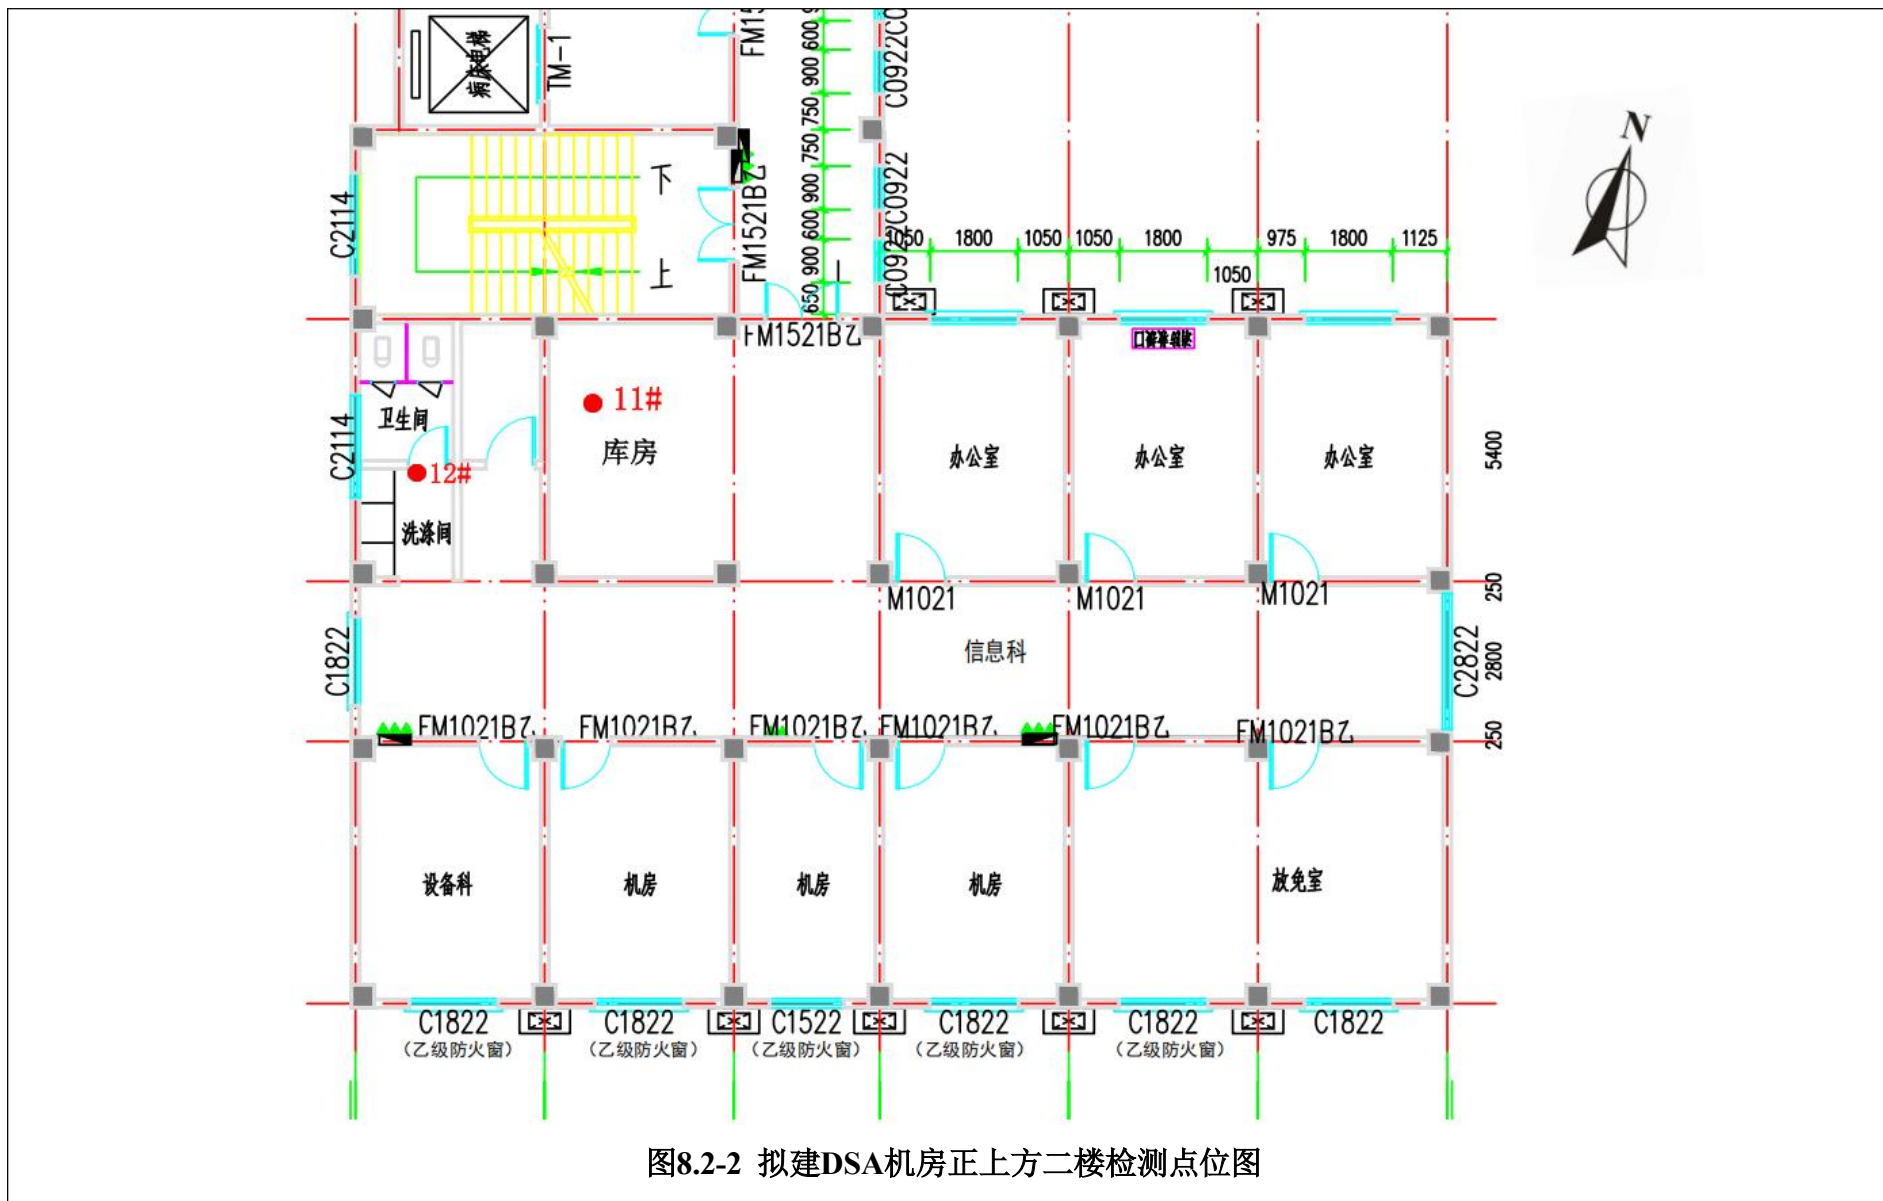 病床电梯
TM-1
FM15
600
900
750
750
900
600
900
650
C0922
C0922
C0922
N
C2114
下
上
FM1521B乙
1050
1800
1050
1050
1800
975
1800
1125
1050
FM1521B乙
11#
库房
卫生间
C2114
12#
洗涤间
办公室
办公室
办公室
5400
M1021
M1021
M1021
250
信息科
C1822
C2822
2800
FM1021B乙
FM1021B乙
FM1021B乙
FM1021B乙
FM1021B乙
FM1021B乙
250
设备科
机房
机房
机房
放免室
C1822
C1822
C1522
C1822
C1822
C1822
（乙级防火窗）
（乙级防火窗）
（乙级防火窗）
（乙级防火窗）
（乙级防火窗）
图8.2-2 拟建DSA机房正上方二楼检测点位图